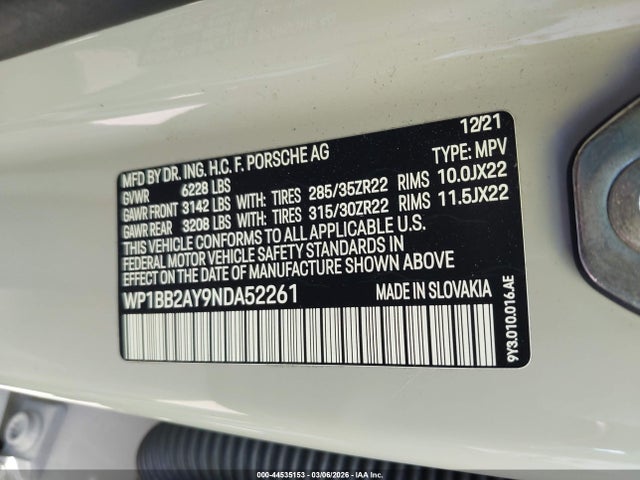 12/21
MFD BY DR. ING. H.C. F. PORSCHE AG
TYPE: MPV
GVWR 6228 LBS
GAWR FRONT 3142 LBS WITH: TIRES 285/35ZR22 RIMS 10.0JX22
GAWR REAR 3208 LBS WITH: TIRES 315/30ZR22 RIMS 11.5JX22
THIS VEHICLE CONFORMS TO ALL APPLICABLE U.S.
FEDERAL MOTOR VEHICLE SAFETY STANDARDS IN
EFFECT ON THE DATE OF MANUFACTURE SHOWN ABOVE
WP1BB2AY9NDA52261 MADE IN SLOVAKIA
9Y3.010.016.AE
000-44535153 — 03/06/2026 — IAA Inc.